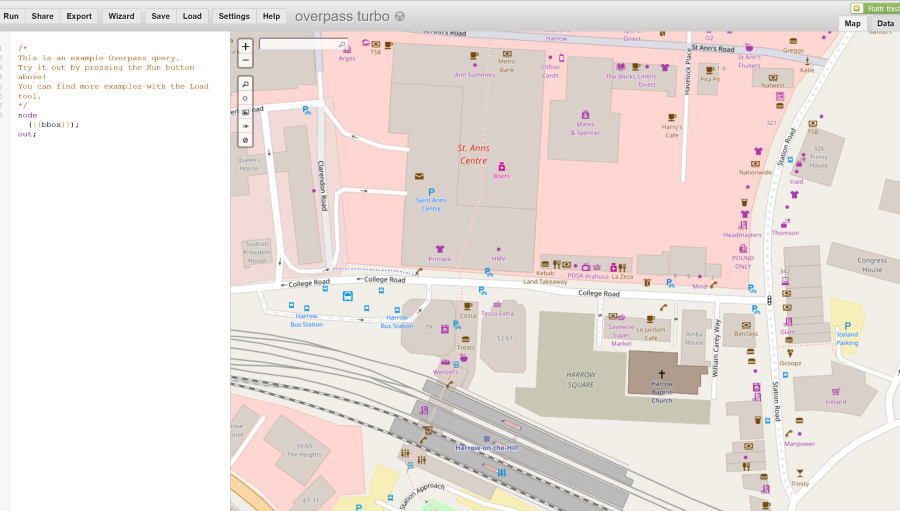 Run Share Export Wizard Save Load Settings Help overpass turbo
Flattr this!
Map Data
/*
This is an example Overpass query.
Try it out by pressing the Run button
above!
You can find more examples with the Load
tool.
*/
node
({{bbox}});
out;
+
−
TSB
Argos
Ann Summers
Metro
Bank
Harrow
Clifton
Cards
Direct
The Works
Linens
Direct
Marks
& Spencer
Harry's
Cafe
Havelock Place
O2
Pita Pit
St Ann's Road
St Ann's
Fruiters
Greggs
Katie
Natwest
321
TSB
Station Road
326
Trinity
House
Nationwide
traid
Headmasters
Thomson
POUND
ONLY
Congress
House
Queen's
House
Clarendon Road
St. Anns
Centre
Boots
Saint Anns
Centre
Primark
HMV
Scottish
Provident
House
College Road
College Road
College Road
Kebab
Land Takeaway
PDSA
Prahova
La Zeza
Mind
342
Harrow
Bus Station
Harrow
Bus Station
79
Costa
Tesco Extra
Treats
53-61
Wenzel's
Savewise
Super
Market
Le Jardom
Cafe
Amba
House
William Carey Way
Barclays
Glam
iScoopz
Iceland
Parking
HARROW
SQUARE
Harrow
Baptist
Church
Station Road
Iceland
Manpower
Trinity
Harrow-on-the-Hill
59-65
The Heights
67-71
Station Approach